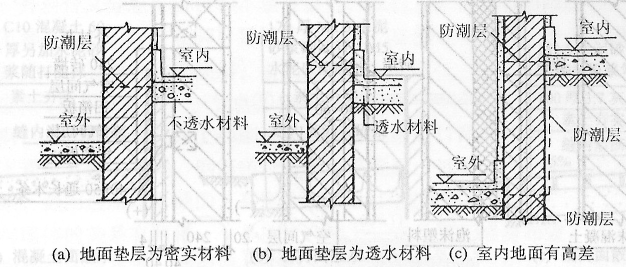 防潮层
室内
不透水材料
室外
(a) 地面垫层为密实材料
防潮层
室内
透水材料
室外
(b) 地面垫层为透水材料
防潮层
室内
防潮层
室外
防潮层
(c) 室内地面有高差